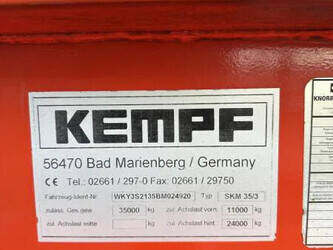 KEMPF
56470 Bad Marienberg / Germany
CE Tel.: 02661 / 297-0 Fax: 02661 / 29750
Fahrzeug-Ident-Nr. WKY3S2135BM024920 Typ SKM 35/3
zuläss. Ges.gew. 35000 kg zul. Achslast vorn 11000 kg
zul. Achslast mitte kg zul. Achslast hint. 24000 kg
KNORR